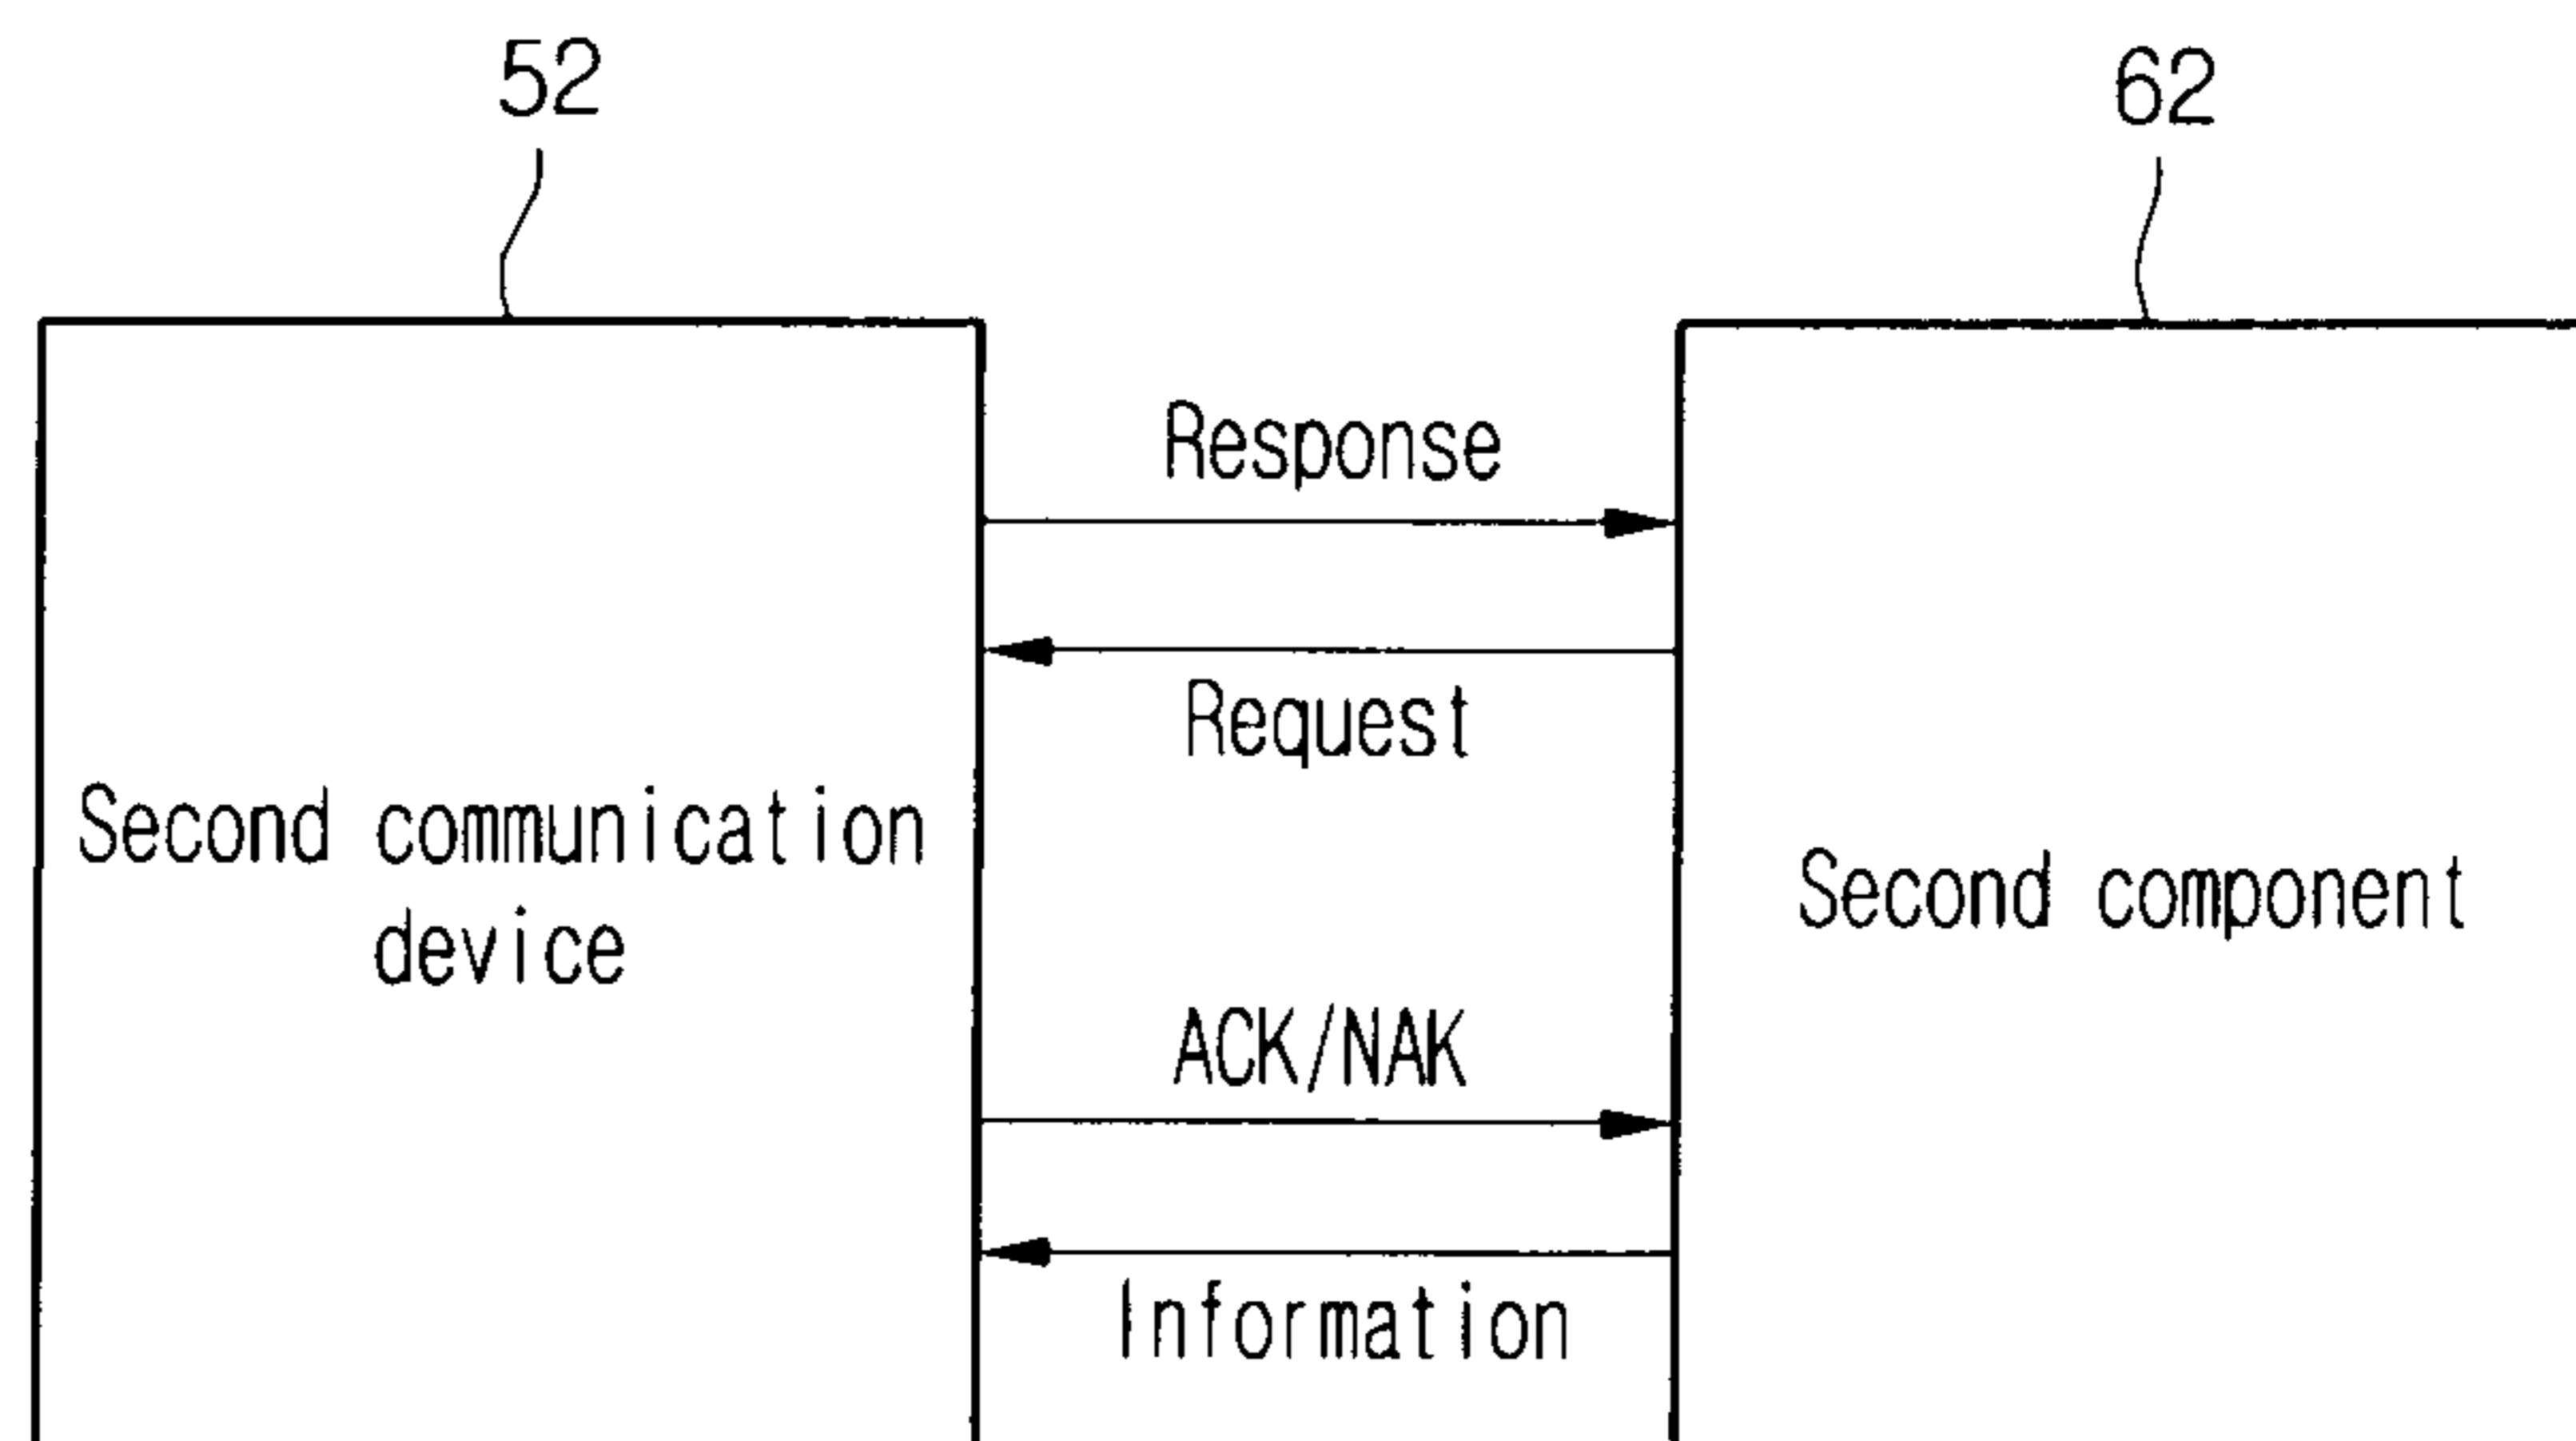 52
62
Response
Request
Second communication
device
Second component
ACK/NAK
Information